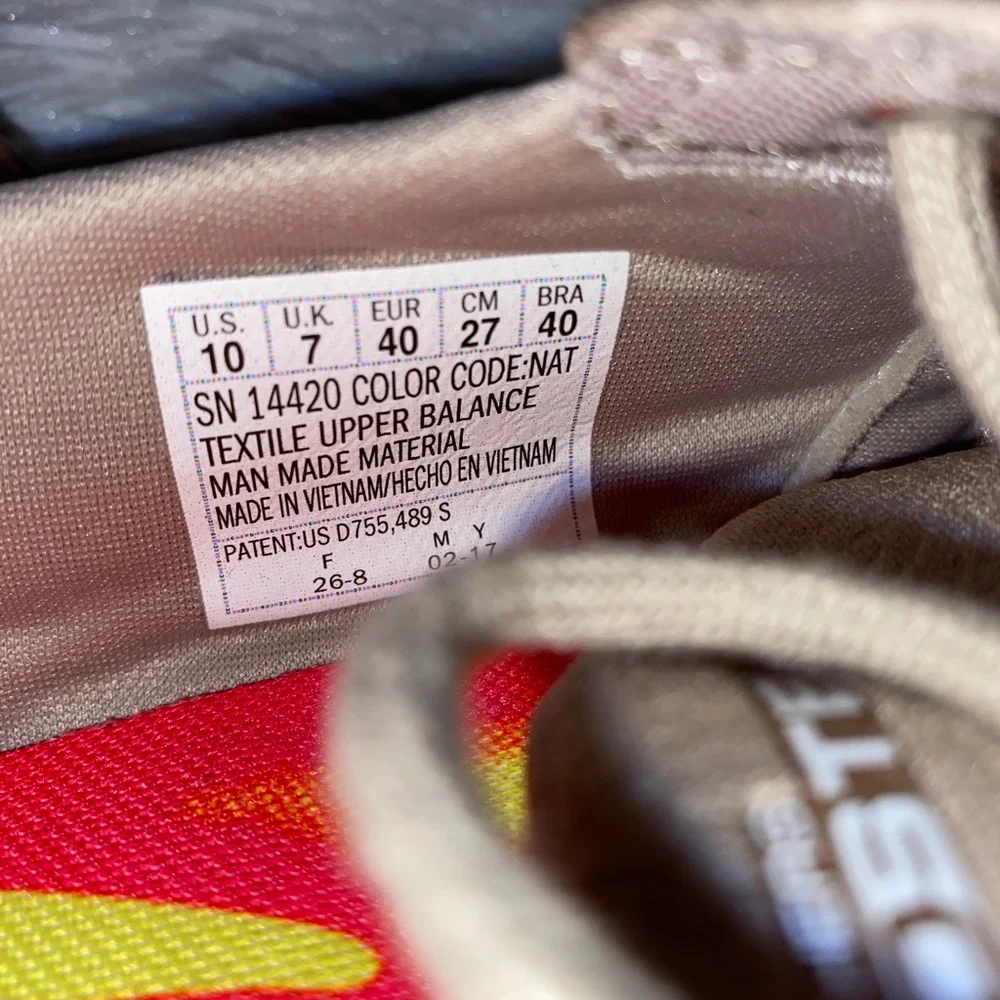 U.S. U.K. EUR CM BRA
10 7 40 27 40
SN 14420 COLOR CODE:NAT
TEXTILE UPPER BALANCE
MAN MADE MATERIAL
MADE IN VIETNAM/HECHO EN VIETNAM
PATENT:US D755,489 S
F M Y
26-8 02-17